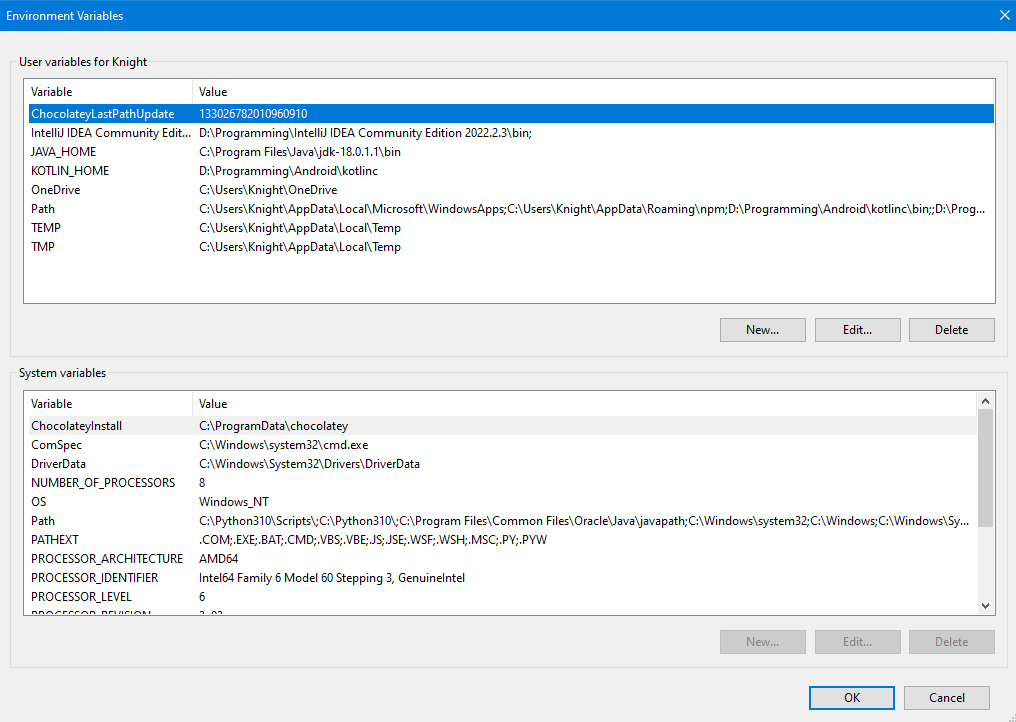 Environment Variables
User variables for Knight
Variable Value
ChocolateyLastPathUpdate 133026782010960910
IntelliJ IDEA Community Edit... D:\Programming\IntelliJ IDEA Community Edition 2022.2.3\bin;
JAVA_HOME C:\Program Files\Java\jdk-18.0.1.1\bin
KOTLIN_HOME D:\Programming\Android\kotlinc
OneDrive C:\Users\Knight\OneDrive
Path C:\Users\Knight\AppData\Local\Microsoft\WindowsApps;C:\Users\Knight\AppData\Roaming\npm;D:\Programming\Android\kotlinc\bin;;D:\Prog...
TEMP C:\Users\Knight\AppData\Local\Temp
TMP C:\Users\Knight\AppData\Local\Temp
New... Edit... Delete
System variables
Variable Value
ChocolateyInstall C:\ProgramData\chocolatey
ComSpec C:\Windows\system32\cmd.exe
DriverData C:\Windows\System32\Drivers\DriverData
NUMBER_OF_PROCESSORS 8
OS Windows_NT
Path C:\Python310\Scripts\;C:\Python310\;C:\Program Files\Common Files\Oracle\Java\javapath;C:\Windows\system32;C:\Windows;C:\Windows\Sy...
PATHEXT .COM;.EXE;.BAT;.CMD;.VBS;.VBE;.JS;.JSE;.WSF;.WSH;.MSC;.PY;.PYW
PROCESSOR_ARCHITECTURE AMD64
PROCESSOR_IDENTIFIER Intel64 Family 6 Model 60 Stepping 3, GenuineIntel
PROCESSOR_LEVEL 6
PROCESSOR_REVISION
New... Edit... Delete
OK Cancel